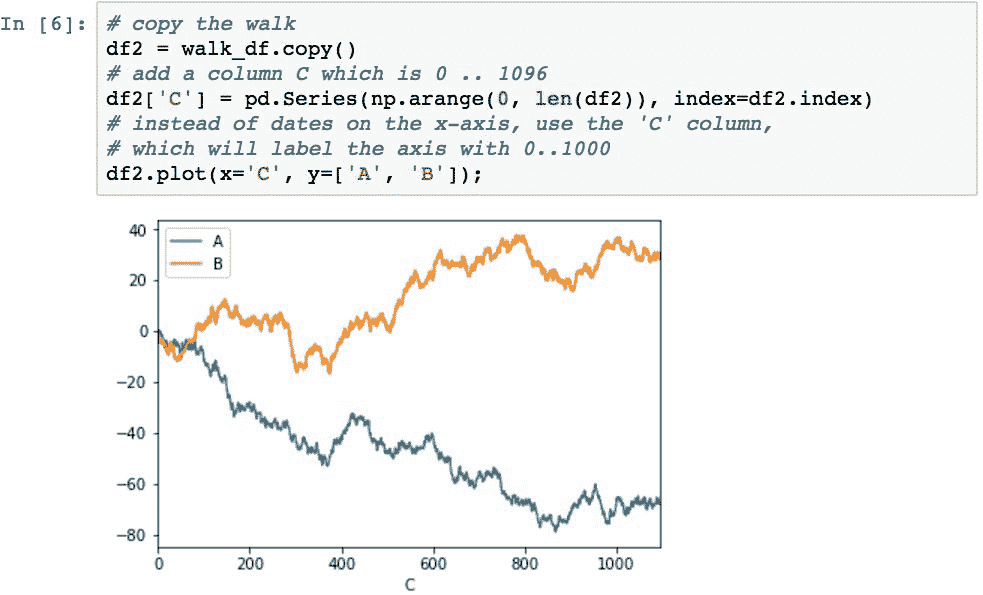 In [6]: # copy the walk
df2 = walk_df.copy()
# add a column C which is 0 .. 1096
df2['C'] = pd.Series(np.arange(0, len(df2)), index=df2.index)
# instead of dates on the x-axis, use the 'C' column,
# which will label the axis with 0..1000
df2.plot(x='C', y=['A', 'B']);
A
B
40
20
0
−20
−40
−60
−80
0 200 400 600 800 1000
C